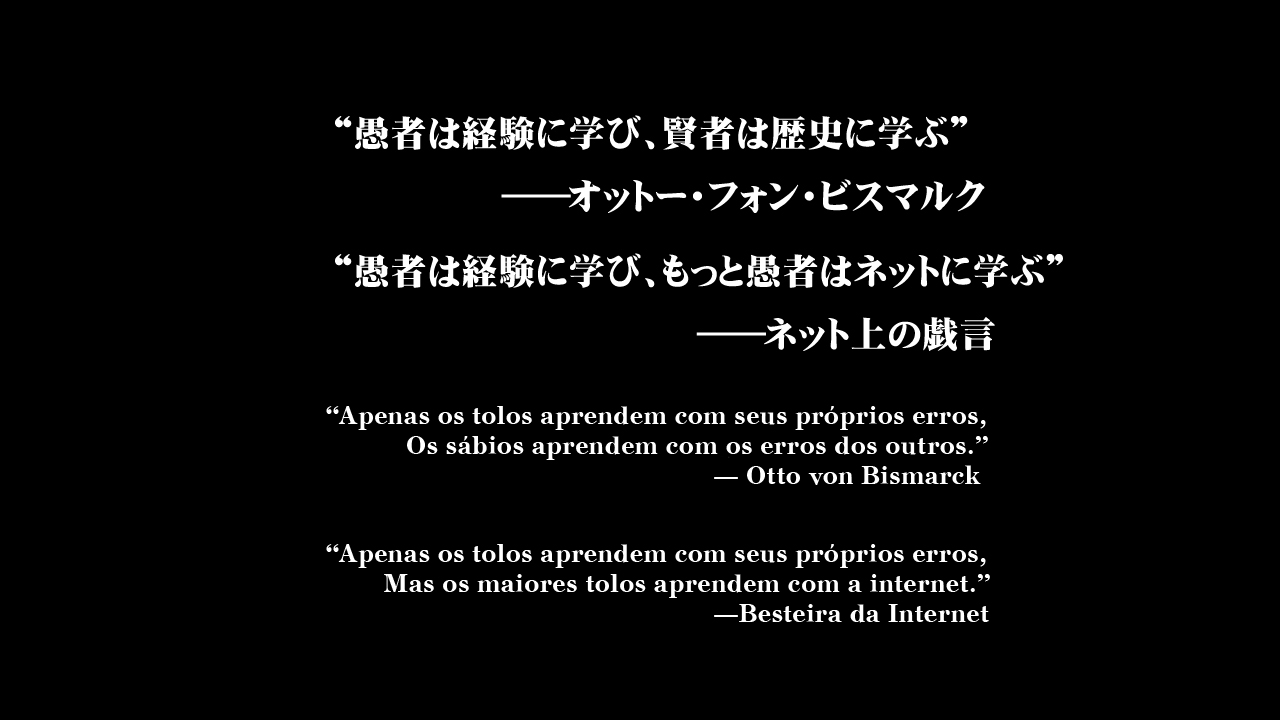 “愚者は経験に学び、賢者は歴史に学ぶ”
――オットー・フォン・ビスマルク
“愚者は経験に学び、もっと愚者はネットに学ぶ”
――ネット上の戯言
“Apenas os tolos aprendem com seus próprios erros,
Os sábios aprendem com os erros dos outros.”
— Otto von Bismarck
“Apenas os tolos aprendem com seus próprios erros,
Mas os maiores tolos aprendem com a internet.”
—Besteira da Internet